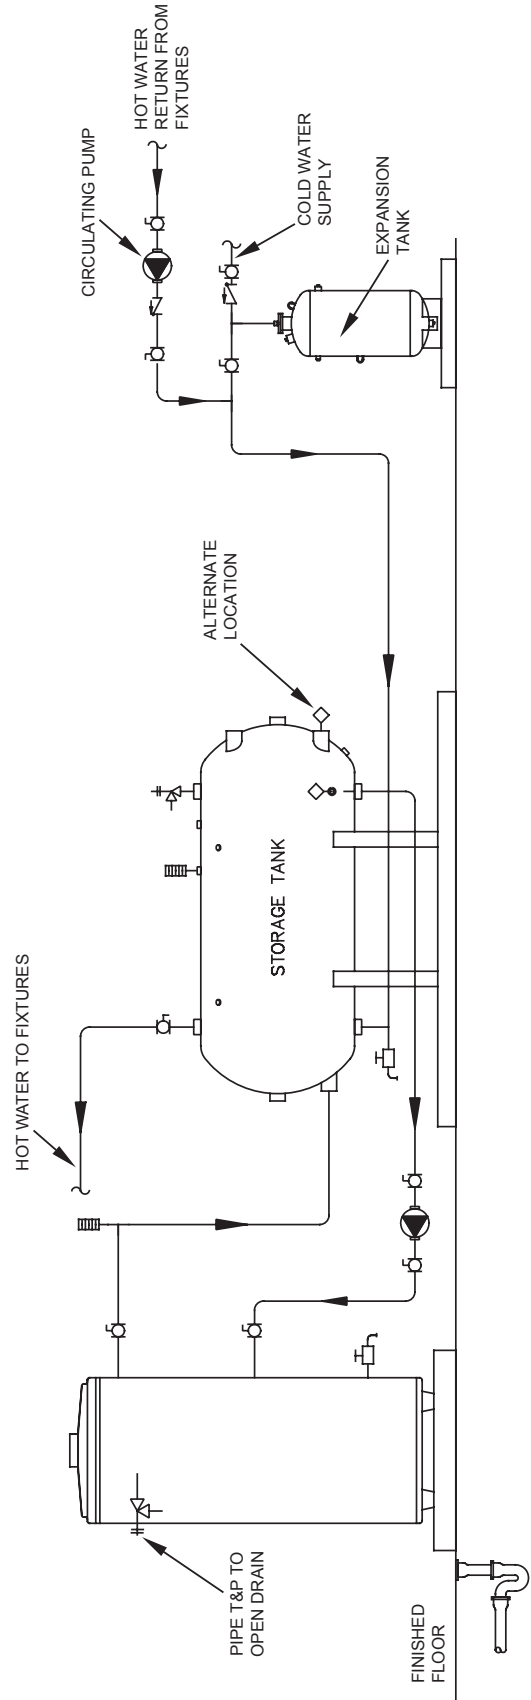 HOT WATER
RETURN FROM
FIXTURES
CIRCULATING PUMP
COLD WATER
SUPPLY
EXPANSION
TANK
ALTERNATE
LOCATION
STORAGE TANK
HOT WATER TO FIXTURES
PIPE T&P TO
OPEN DRAIN
FINISHED
FLOOR